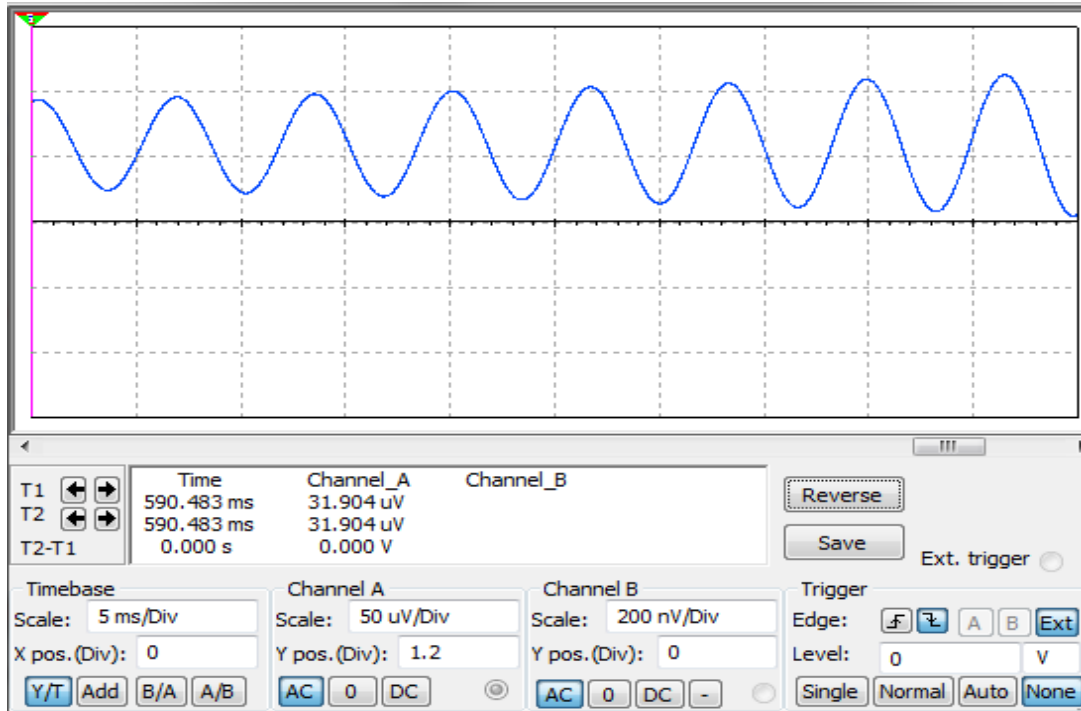 3
T1
T2
T2-T1
Time Channel_A Channel_B
590.483 ms 31.904 uV
590.483 ms 31.904 uV
0.000 s 0.000 V
Reverse
Save
Ext. trigger
Timebase
Scale: 5 ms/Div
X pos.(Div): 0
Y/T Add B/A A/B
Channel A
Scale: 50 uV/Div
Y pos.(Div): 1.2
AC 0 DC
Channel B
Scale: 200 nV/Div
Y pos.(Div): 0
AC 0 DC -
Trigger
Edge: A B Ext
Level: 0 V
Single Normal Auto None